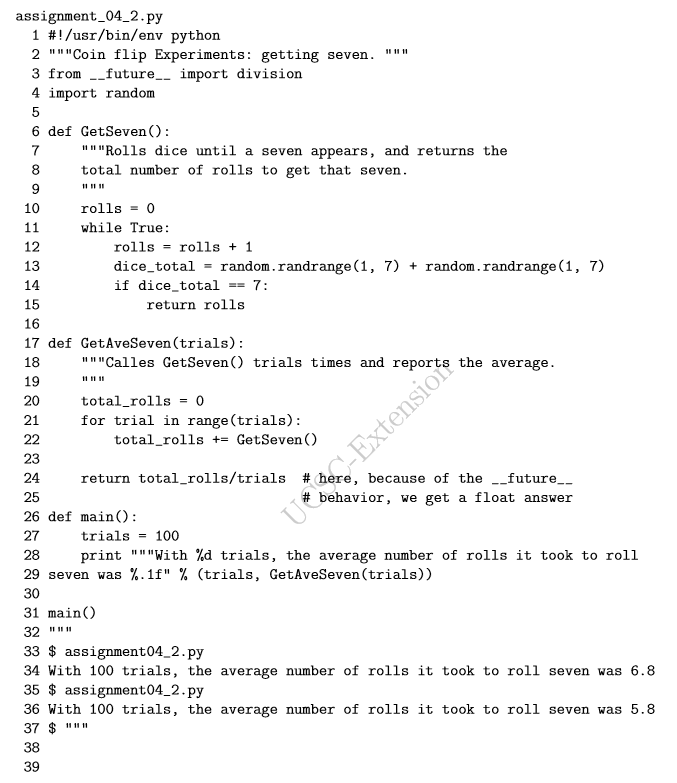 assignment_04_2.py
1 #!/usr/bin/env python
2 """Coin flip Experiments: getting seven. """
3 from __future__ import division
4 import random
5
6 def GetSeven():
7     """Rolls dice until a seven appears, and returns the
8     total number of rolls to get that seven.
9     """
10     rolls = 0
11     while True:
12         rolls = rolls + 1
13         dice_total = random.randrange(1, 7) + random.randrange(1, 7)
14         if dice_total == 7:
15             return rolls
16
17 def GetAveSeven(trials):
18     """Calles GetSeven() trials times and reports the average.
19     """
20     total_rolls = 0
21     for trial in range(trials):
22         total_rolls += GetSeven()
23
24     return total_rolls/trials  # here, because of the __future__
25                                # behavior, we get a float answer
26 def main():
27     trials = 100
28     print """With %d trials, the average number of rolls it took to roll
29 seven was %.1f" % (trials, GetAveSeven(trials))
30
31 main()
32 """
33 $ assignment04_2.py
34 With 100 trials, the average number of rolls it took to roll seven was 6.8
35 $ assignment04_2.py
36 With 100 trials, the average number of rolls it took to roll seven was 5.8
37 $ """
38
39
UCSC-Extension